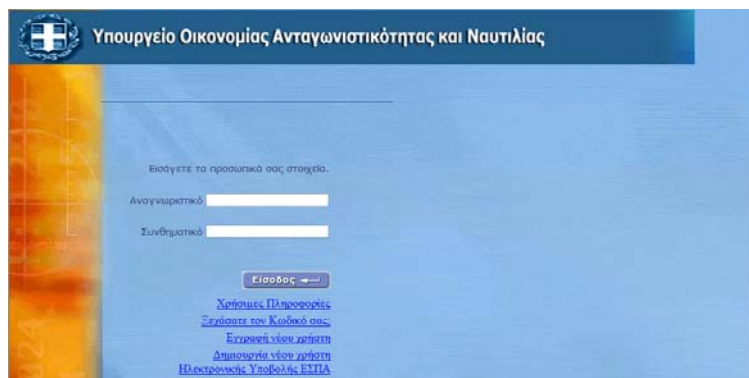 Υπουργείο Οικονομίας Ανταγωνιστικότητας και Ναυτιλίας
Εισάγετε τα προσωπικά σας στοιχεία.
Αναγνωριστικό
Συνθηματικό
Είσοδος
Χρήσιμες Πληροφορίες
Ξεχάσατε τον Κωδικό σας;
Εγγραφή νέου χρήστη
Δημιουργία νέου χρήστη
Ηλεκτρονικής Υποβολής ΕΣΠΑ